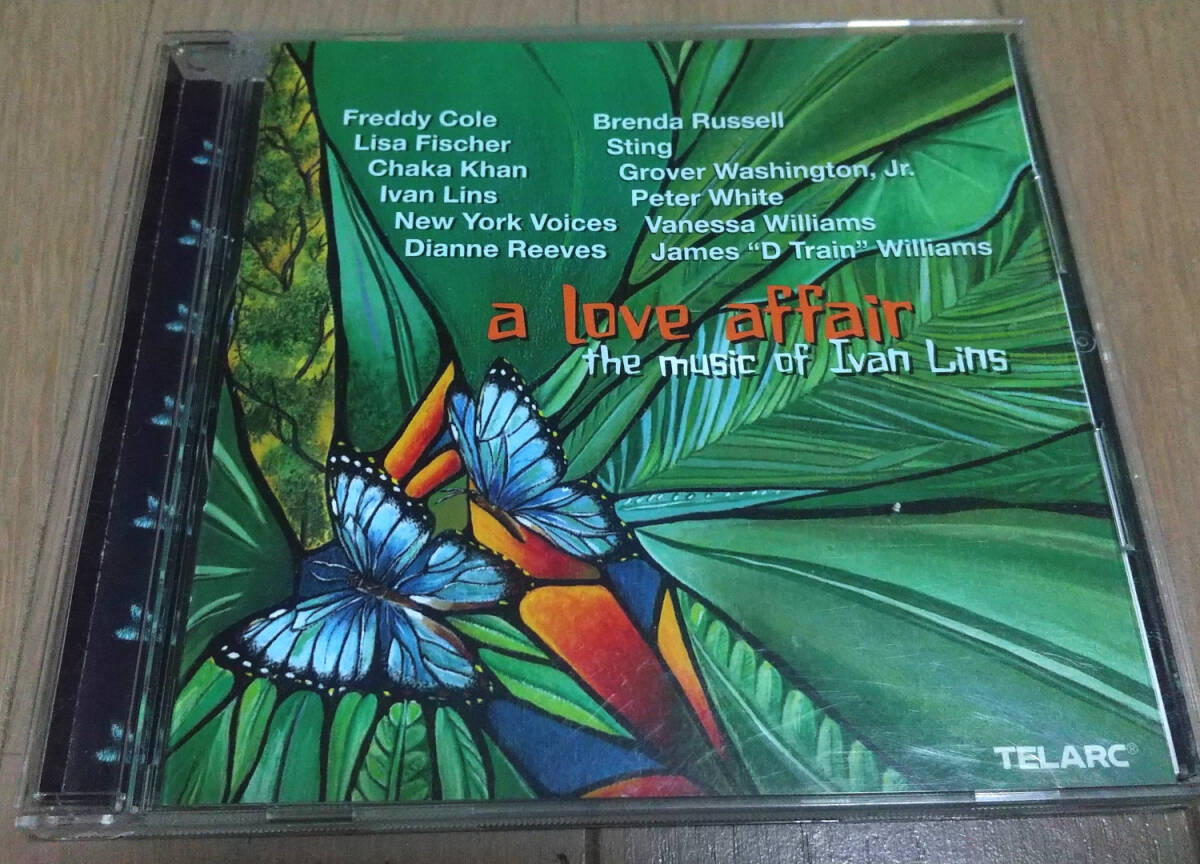 Freddy Cole
Lisa Fischer
Chaka Khan
Ivan Lins
New York Voices
Dianne Reeves
Brenda Russell
Sting
Grover Washington, Jr.
Peter White
Vanessa Williams
James “D Train” Williams
a love affair
the music of Ivan Lins
TELARC®